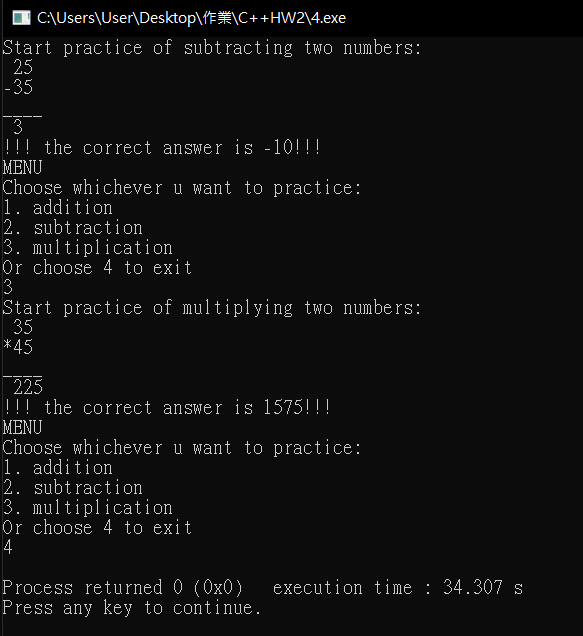 C:\Users\User\Desktop\作業\C++HW2\4.exe
Start practice of subtracting two numbers:
 25
-35
____
 3
!!! the correct answer is -10!!!
MENU
Choose whichever u want to practice:
1. addition
2. subtraction
3. multiplication
Or choose 4 to exit
3
Start practice of multiplying two numbers:
 35
*45
____
 225
!!! the correct answer is 1575!!!
MENU
Choose whichever u want to practice:
1. addition
2. subtraction
3. multiplication
Or choose 4 to exit
4

Process returned 0 (0x0)   execution time : 34.307 s
Press any key to continue.